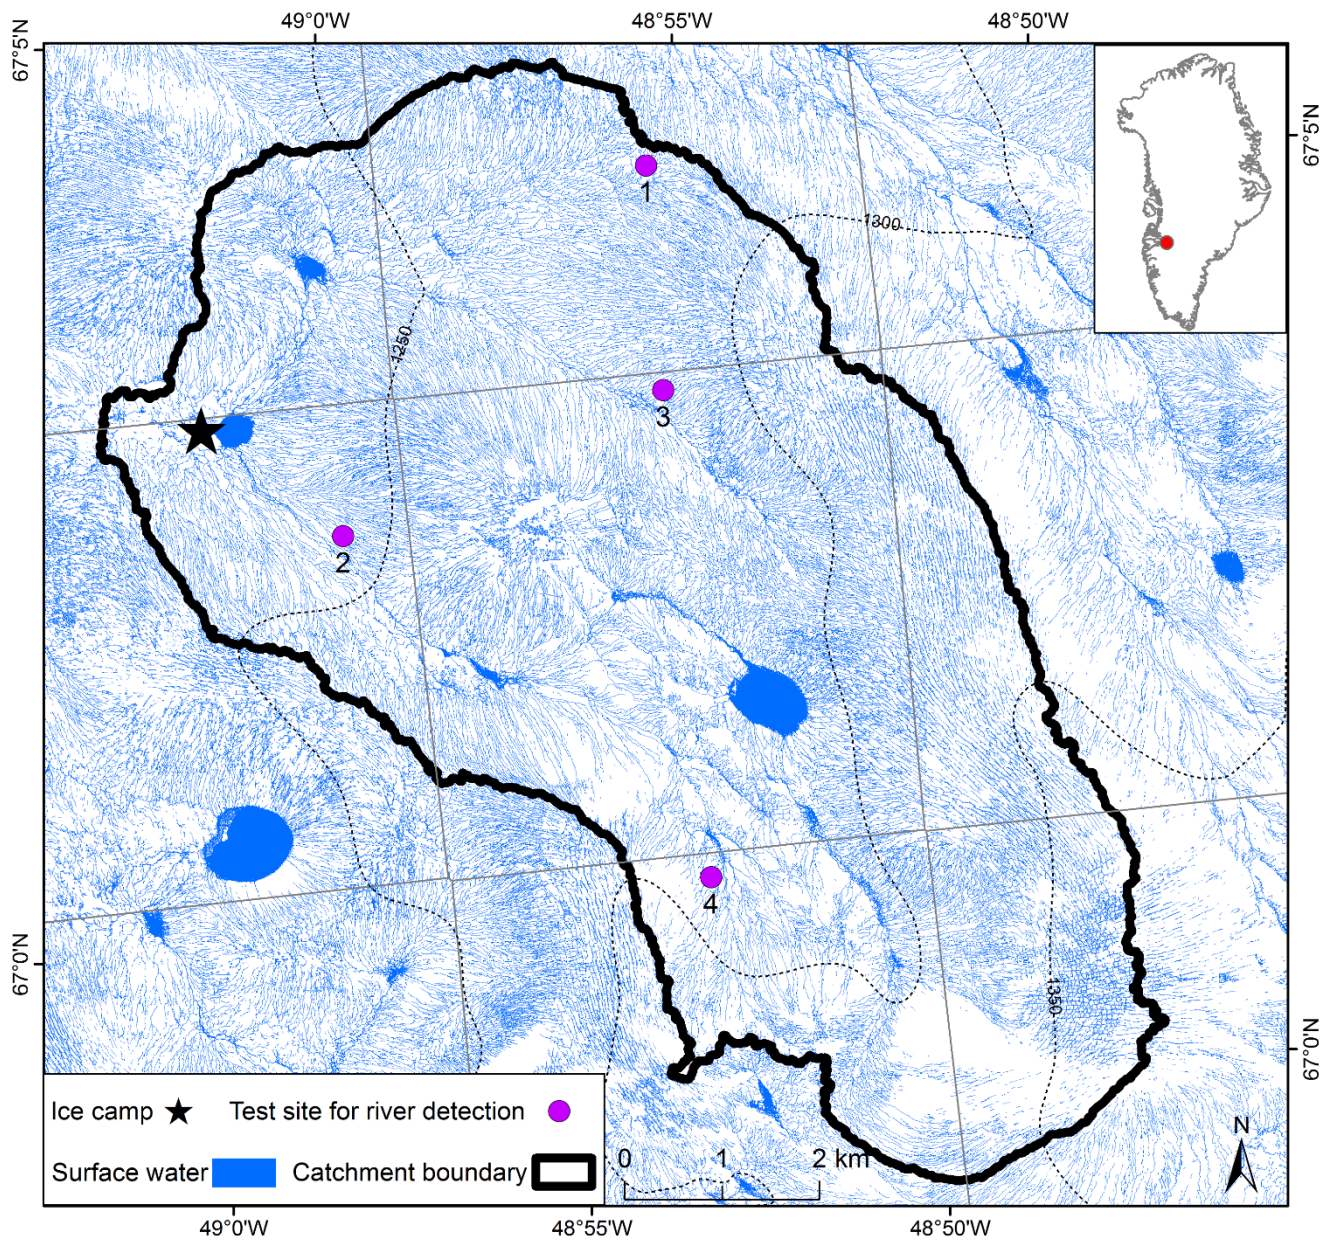 49°0'W 48°55'W 48°50'W
67°5'N
67°5'N
1
1300
1250
3
2
4
67°0'N
1350
67°0'N
Ice camp Test site for river detection
Surface water Catchment boundary
0 1 2 km
N
49°0'W 48°55'W 48°50'W